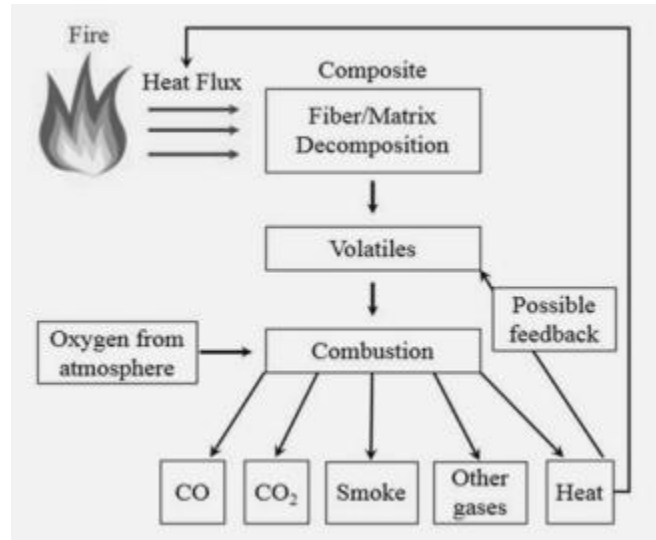 Fire
Heat Flux
Composite
Fiber/Matrix
Decomposition
Volatiles
Possible
feedback
Oxygen from
atmosphere
Combustion
CO
CO₂
Smoke
Other
gases
Heat